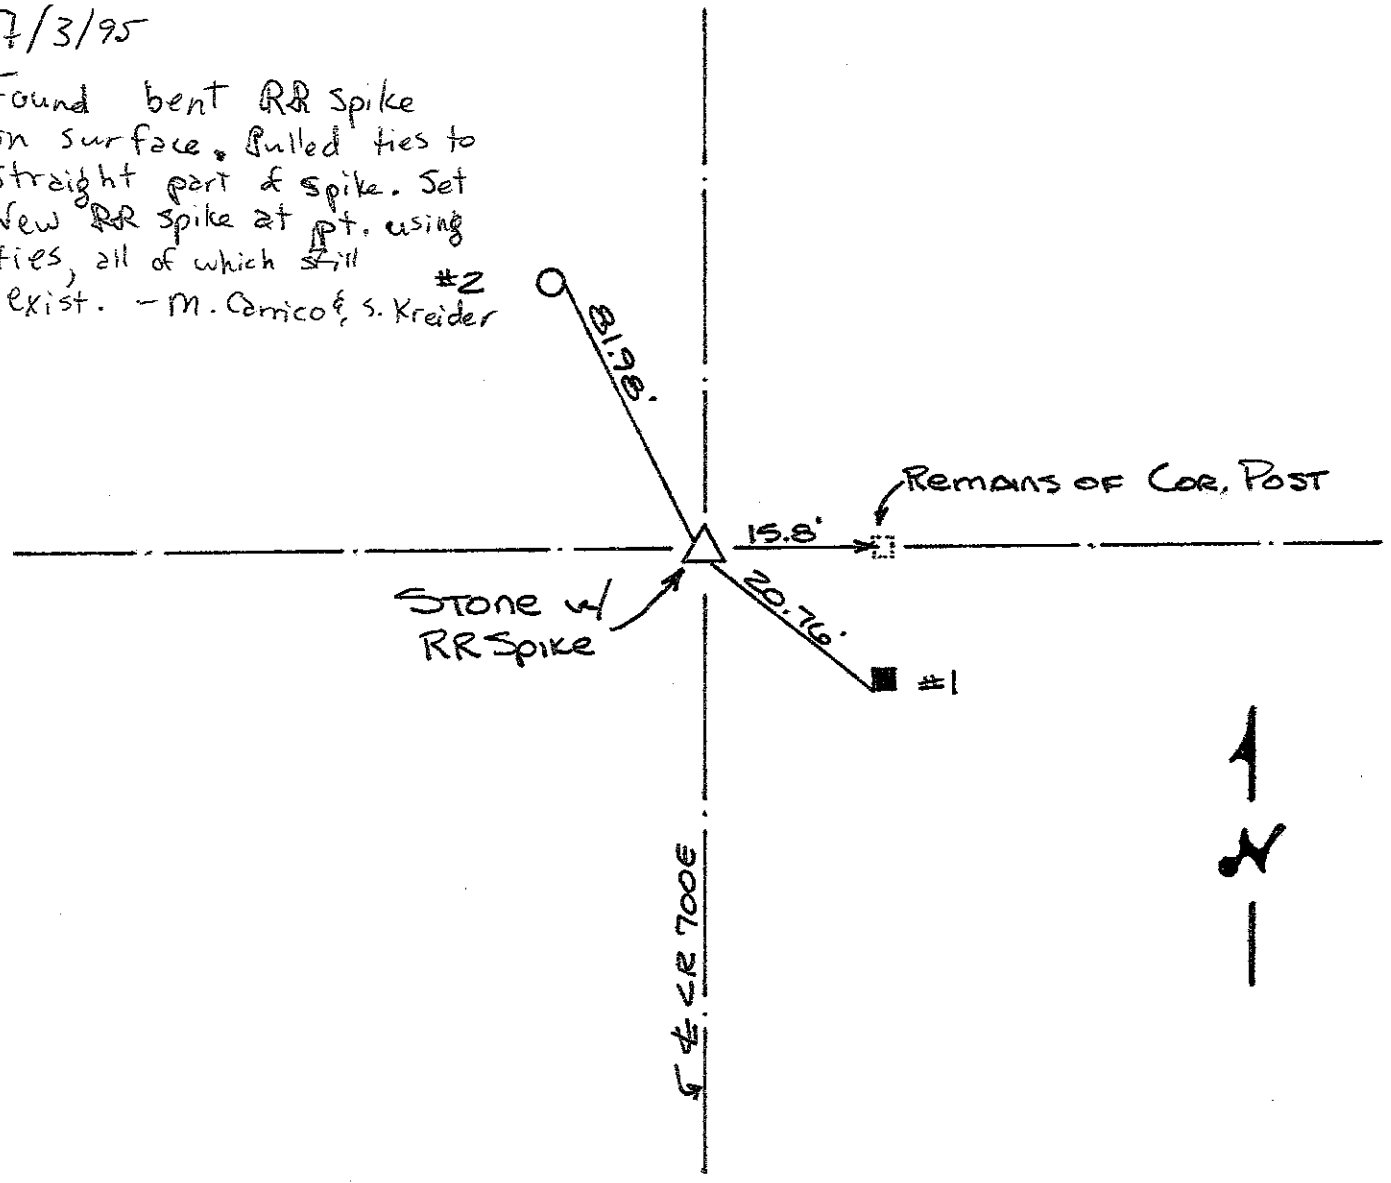 7/3/95
Found bent RR Spike
in surface. Pulled ties to
straight part of spike. Set
New RR spike at pt. using
ties, all of which still
exist. - M. Carrico & S. Kreider
#2
81.98'
Remains of Cor. Post
15.8'
Stone w/
RR Spike
20.76'
#1
℄ CR 700E
N